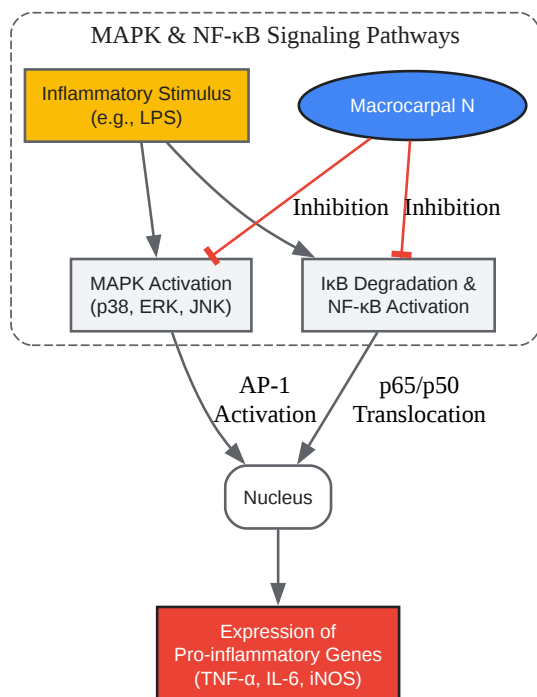 MAPK & NF-κB Signaling Pathways
Inflammatory Stimulus
(e.g., LPS)
Macrocarpal N
Inhibition
Inhibition
MAPK Activation
(p38, ERK, JNK)
IκB Degradation &
NF-κB Activation
AP-1
Activation
p65/p50
Translocation
Nucleus
Expression of
Pro-inflammatory Genes
(TNF-α, IL-6, iNOS)